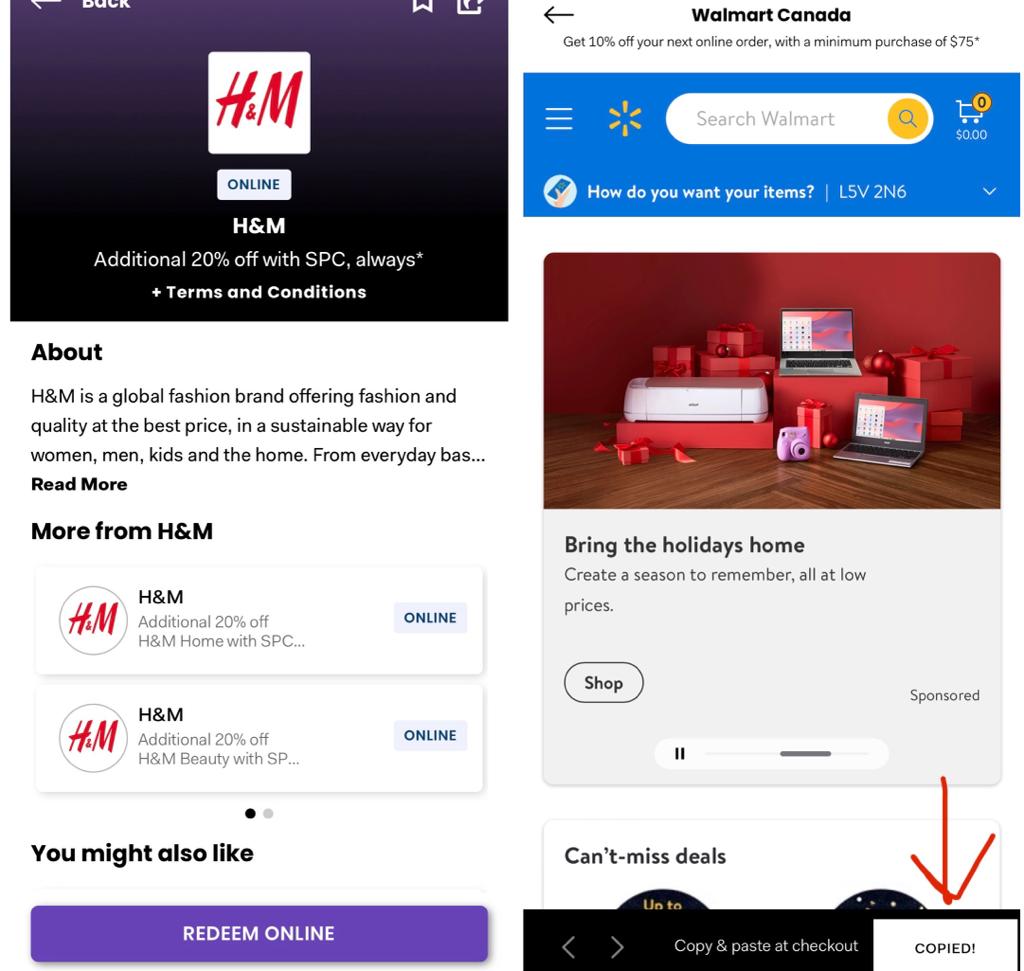 Back
H&M
ONLINE
H&M
Additional 20% off with SPC, always*
+ Terms and Conditions
About
H&M is a global fashion brand offering fashion and
quality at the best price, in a sustainable way for
women, men, kids and the home. From everyday bas...
Read More
More from H&M
H&M
H&M
Additional 20% off
H&M Home with SPC...
ONLINE
H&M
H&M
Additional 20% off
H&M Beauty with SP...
ONLINE
You might also like
REDEEM ONLINE
Walmart Canada
Get 10% off your next online order, with a minimum purchase of $75*
Search Walmart
0
$0.00
How do you want your items? | L5V 2N6
Bring the holidays home
Create a season to remember, all at low
prices.
Shop
Sponsored
Can't-miss deals
Up to
Copy & paste at checkout
COPIED!